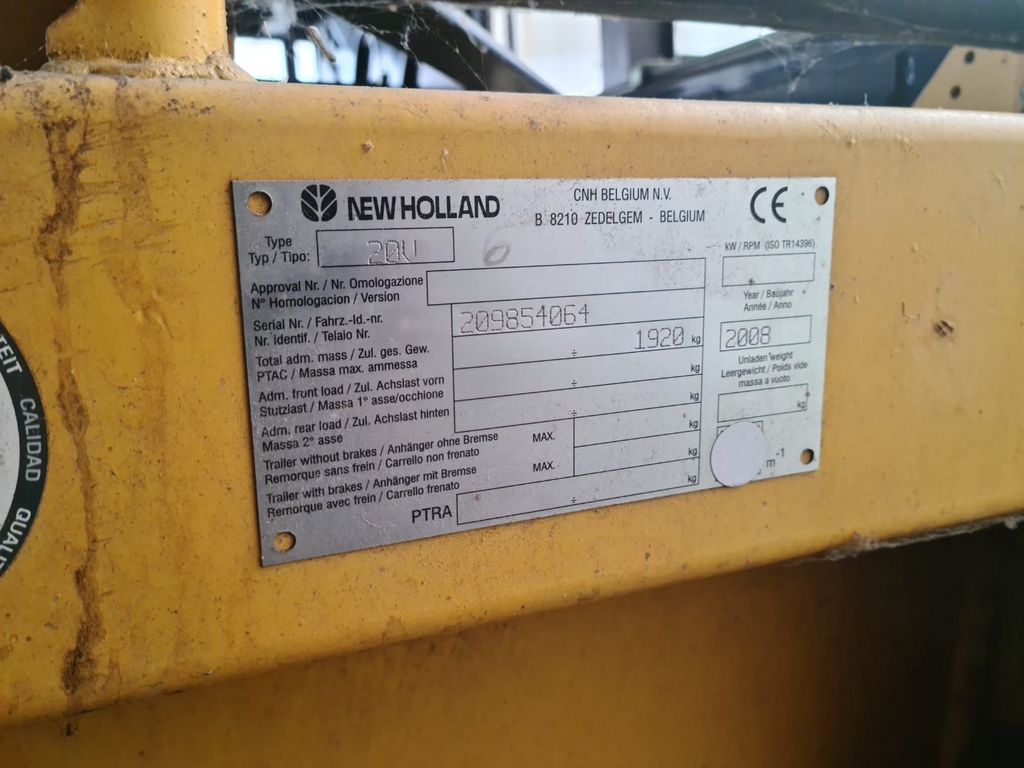 NEW HOLLAND
CNH BELGIUM N.V.
B 8210 ZEDELGEM - BELGIUM
CE
Type
Typ / Tipo:
20V
6
kW / RPM (ISO TR14396)
Approval Nr. / Nr. Omologazione
N° Homologacion / Version
Year / Baujahr
Année / Anno
2008
Serial Nr. / Fahrz.-Id.-nr.
Nr. identif. / Telaio Nr.
209854064
Total adm. mass / Zul. ges. Gew.
PTAC / Massa max. ammessa
÷ 1920 kg
Unladen weight
Leergewicht / Poids vide
massa a vuoto
kg
Adm. front load / Zul. Achslast vorn
Stutzlast / Massa 1° asse/occhione
÷ kg
Adm. rear load / Zul. Achslast hinten
Massa 2° asse
÷ kg
Trailer without brakes / Anhänger ohne Bremse
Remorque sans frein / Carrello non frenato
MAX. kg
Trailer with brakes / Anhänger mit Bremse
Remorque avec frein / Carrello frenato
MAX. kg
PTRA ÷ kg
m-1
CALIDAD